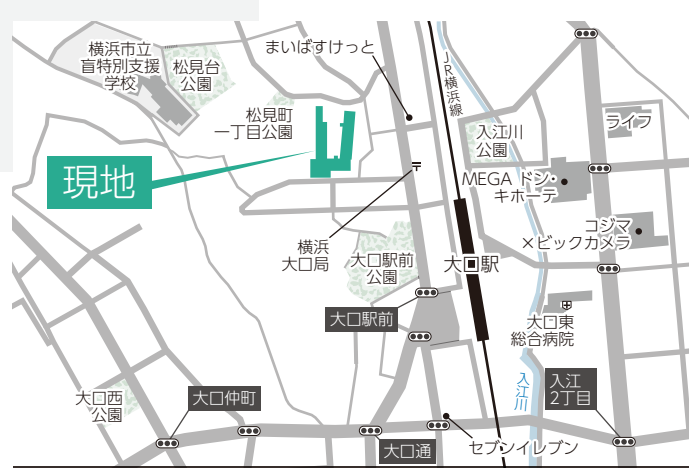 横浜市立
盲特別支援
学校
松見台
公園
まいばすけっと
JR横浜線
松見町
一丁目公園
入江川
公園
ライフ
現地
MEGA ドン・
キホーテ
コジマ
×ビックカメラ
〒
横浜
大口局
大口駅前
公園
大口駅
大口駅前
大口東
総合病院
大口西
公園
大口仲町
入江川
入江
2丁目
大口通
セブンイレブン